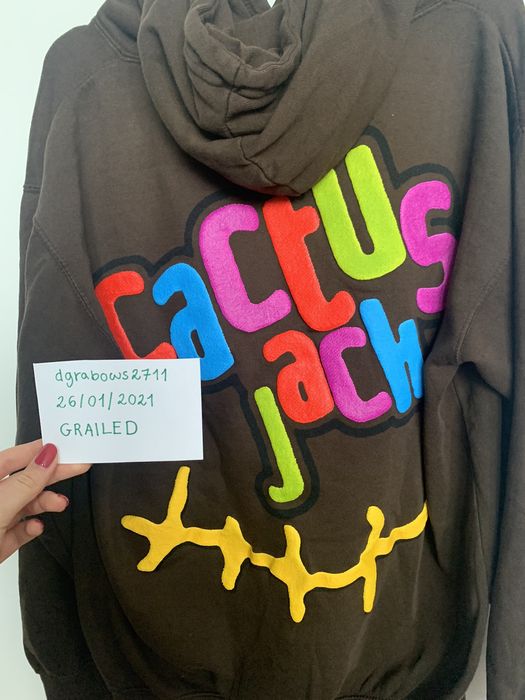 cactus
jack
dgrabows2711
26/01/2021
GRAILED